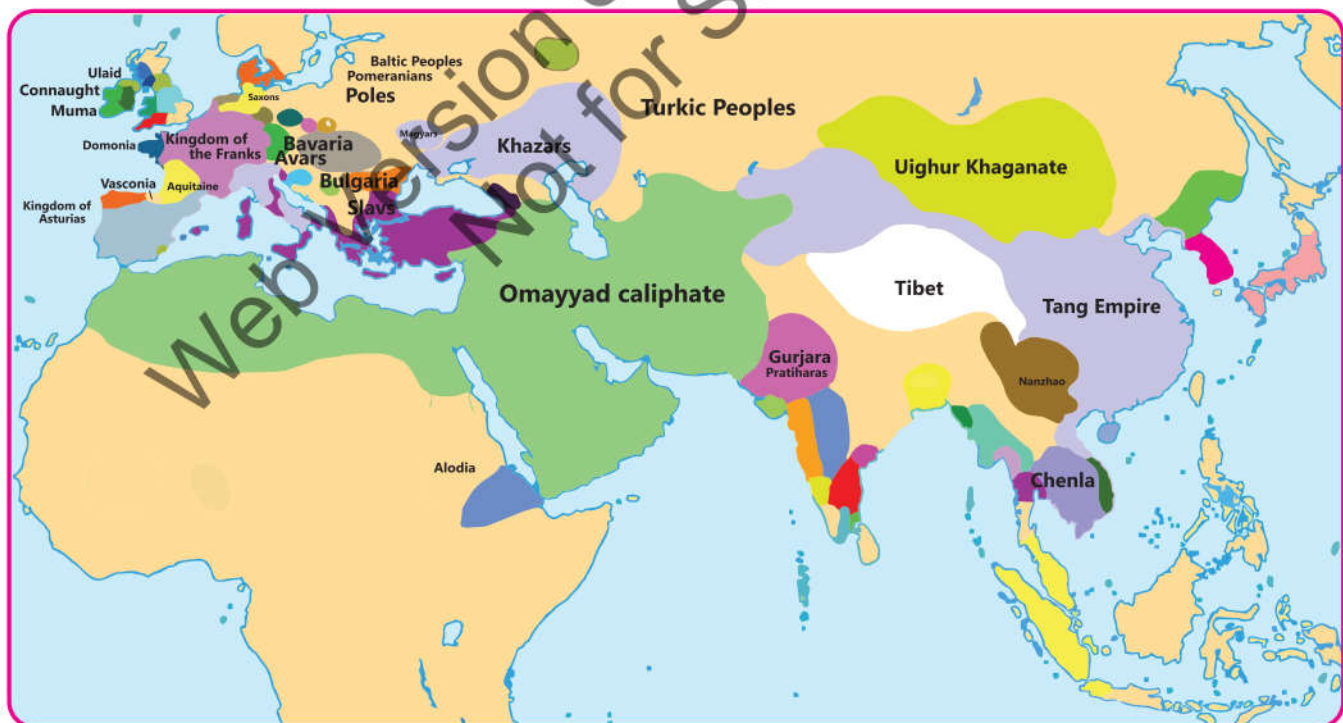 Web Version
Not for S
Ulaid
Connaught
Muma
Domonia
Vasconia
Kingdom of
Asturias
Aquitaine
Kingdom of
the Franks
Saxons
Baltic Peoples
Pomeranians
Poles
Bavaria
Avars
Magyars
Bulgaria
Slavs
Khazars
Turkic Peoples
Uighur Khaganate
Omayyad caliphate
Tibet
Tang Empire
Gurjara
Pratiharas
Nanzhao
Chenla
Alodia